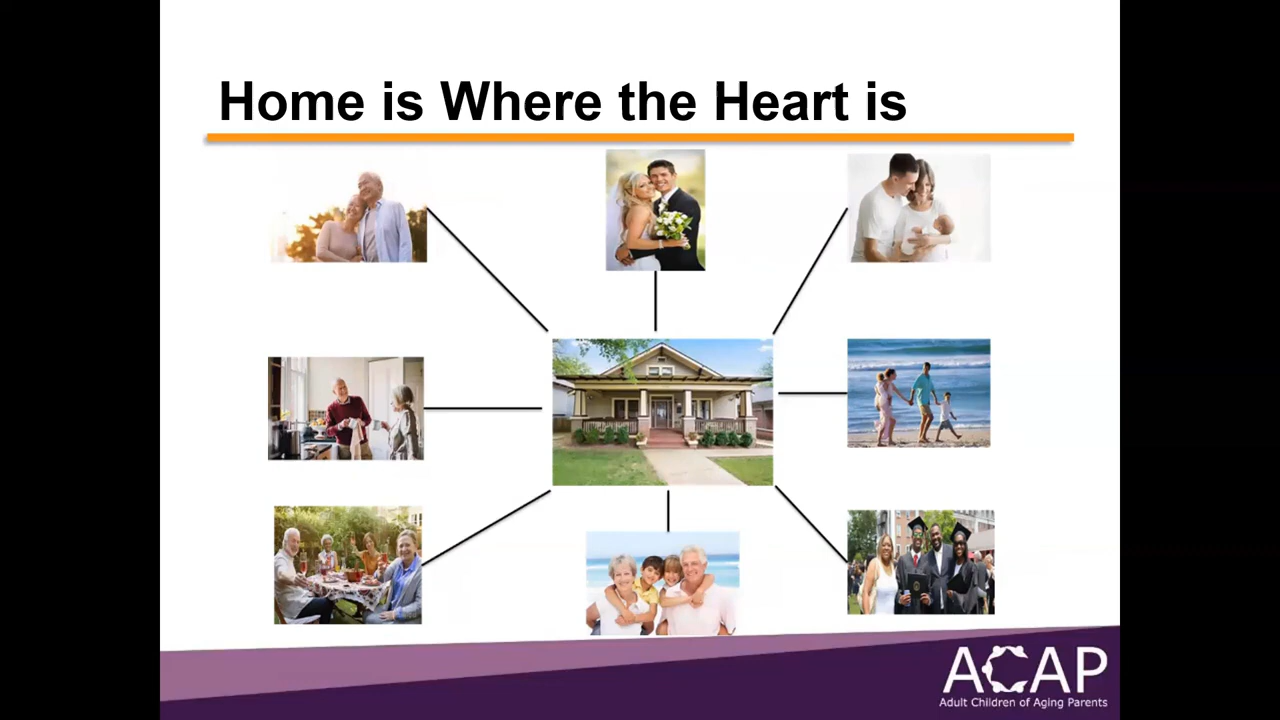 Home is Where the Heart is
ACAP
Adult Children of Aging Parents